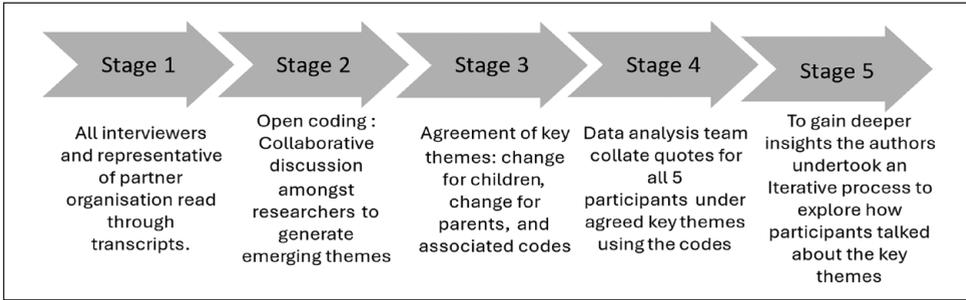 Stage 1
All interviewers
and representative
of partner
organisation read
through
transcripts.
Stage 2
Open coding :
Collaborative
discussion
amongst
researchers to
generate
emerging themes
Stage 3
Agreement of key
themes: change
for children,
change for
parents, and
associated codes
Stage 4
Data analysis team
collate quotes for
all 5
participants under
agreed key themes
using the codes
Stage 5
To gain deeper
insights the authors
undertook an
Iterative process to
explore how
participants talked
about the key
themes